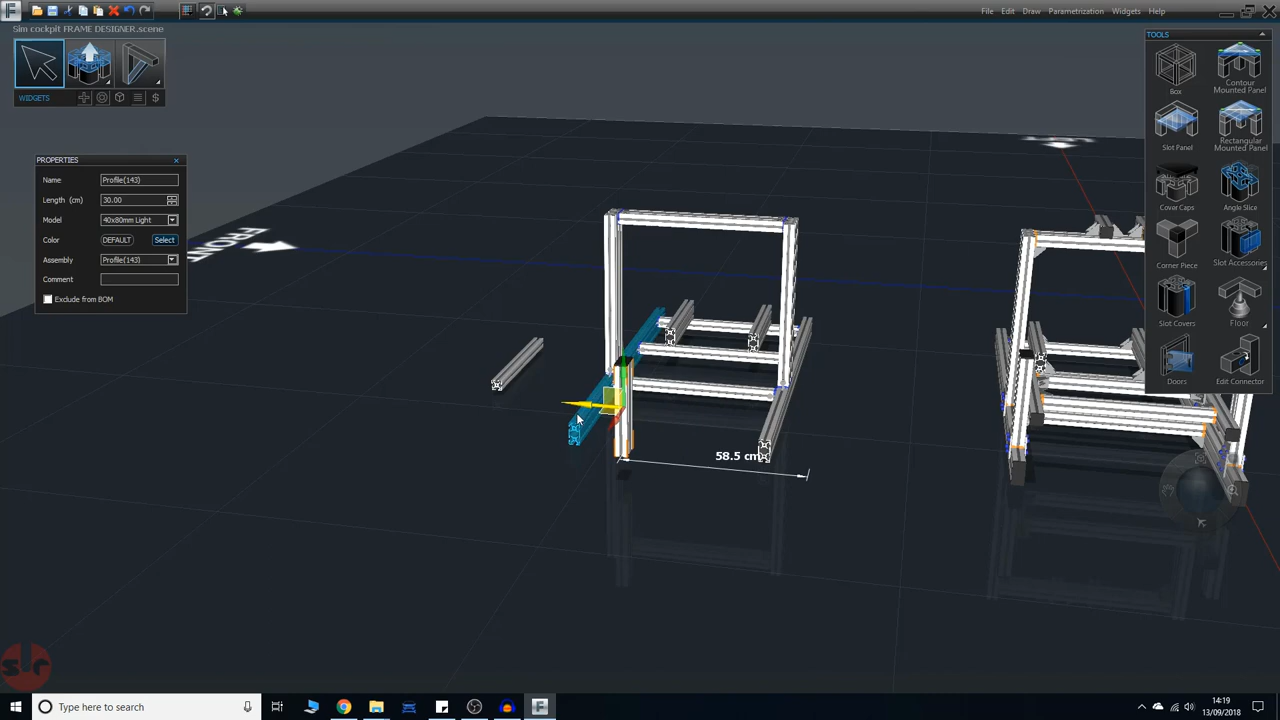 File Edit Draw Parametrization Widgets Help
Sim cockpit FRAME DESIGNER.scene
WIDGETS
TOOLS
Box
Contour Mounted Panel
Slot Panel
Rectangular Mounted Panel
Cover Caps
Angle Slice
Corner Piece
Slot Accessories
Slot Covers
Floor
Doors
Edit Connector
PROPERTIES
Name Profile(143)
Length (cm) 30.00
Model 40x80mm Light
Color DEFAULT Select
Assembly Profile(143)
Comment
Exclude from BOM
FRONT
58.5 cm
Type here to search
14:19
13/09/2018